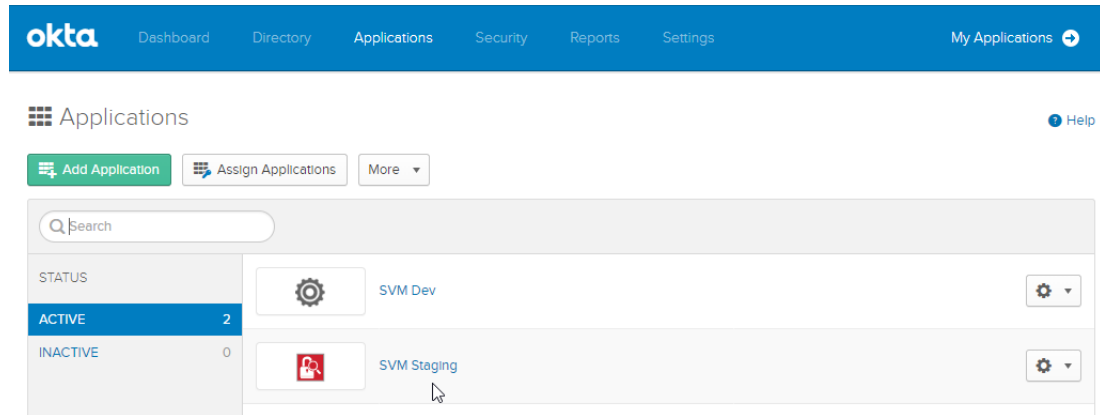 okta Dashboard Directory Applications Security Reports Settings My Applications
Applications
Help
Add Application Assign Applications More
Search
STATUS
ACTIVE 2
INACTIVE 0
SVM Dev
SVM Staging